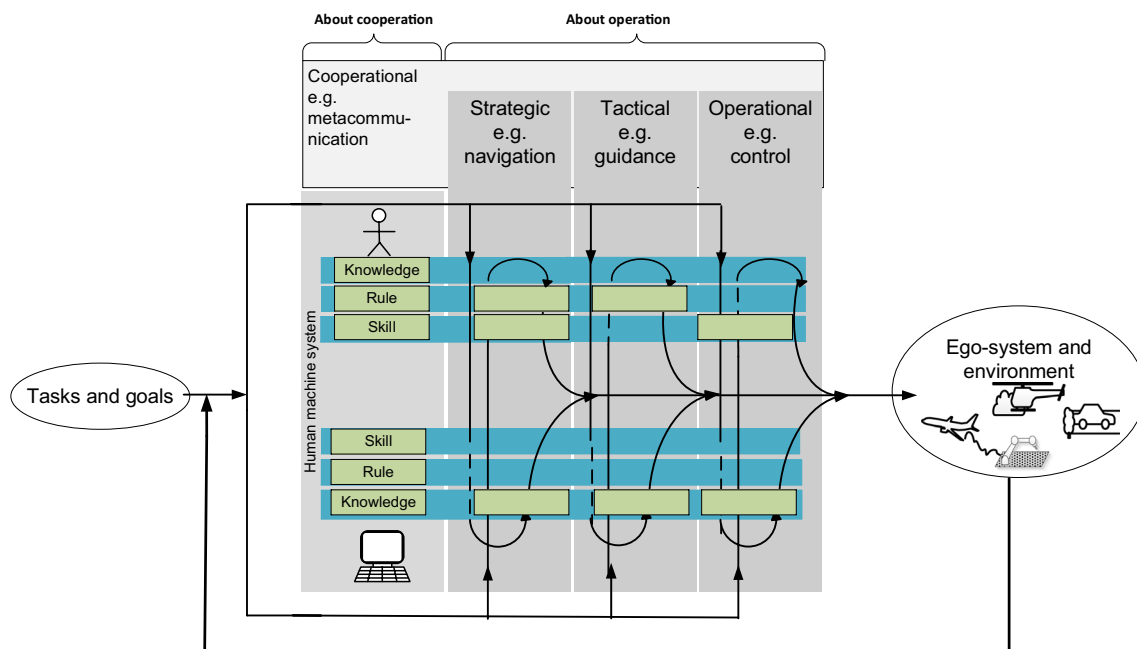 About cooperation
About operation
Cooperational
e.g.
metacommu-
nication
Strategic
e.g.
navigation
Tactical
e.g.
guidance
Operational
e.g.
control
Knowledge
Rule
Skill
Human machine system
Tasks and goals
Ego-system and
environment
Skill
Rule
Knowledge